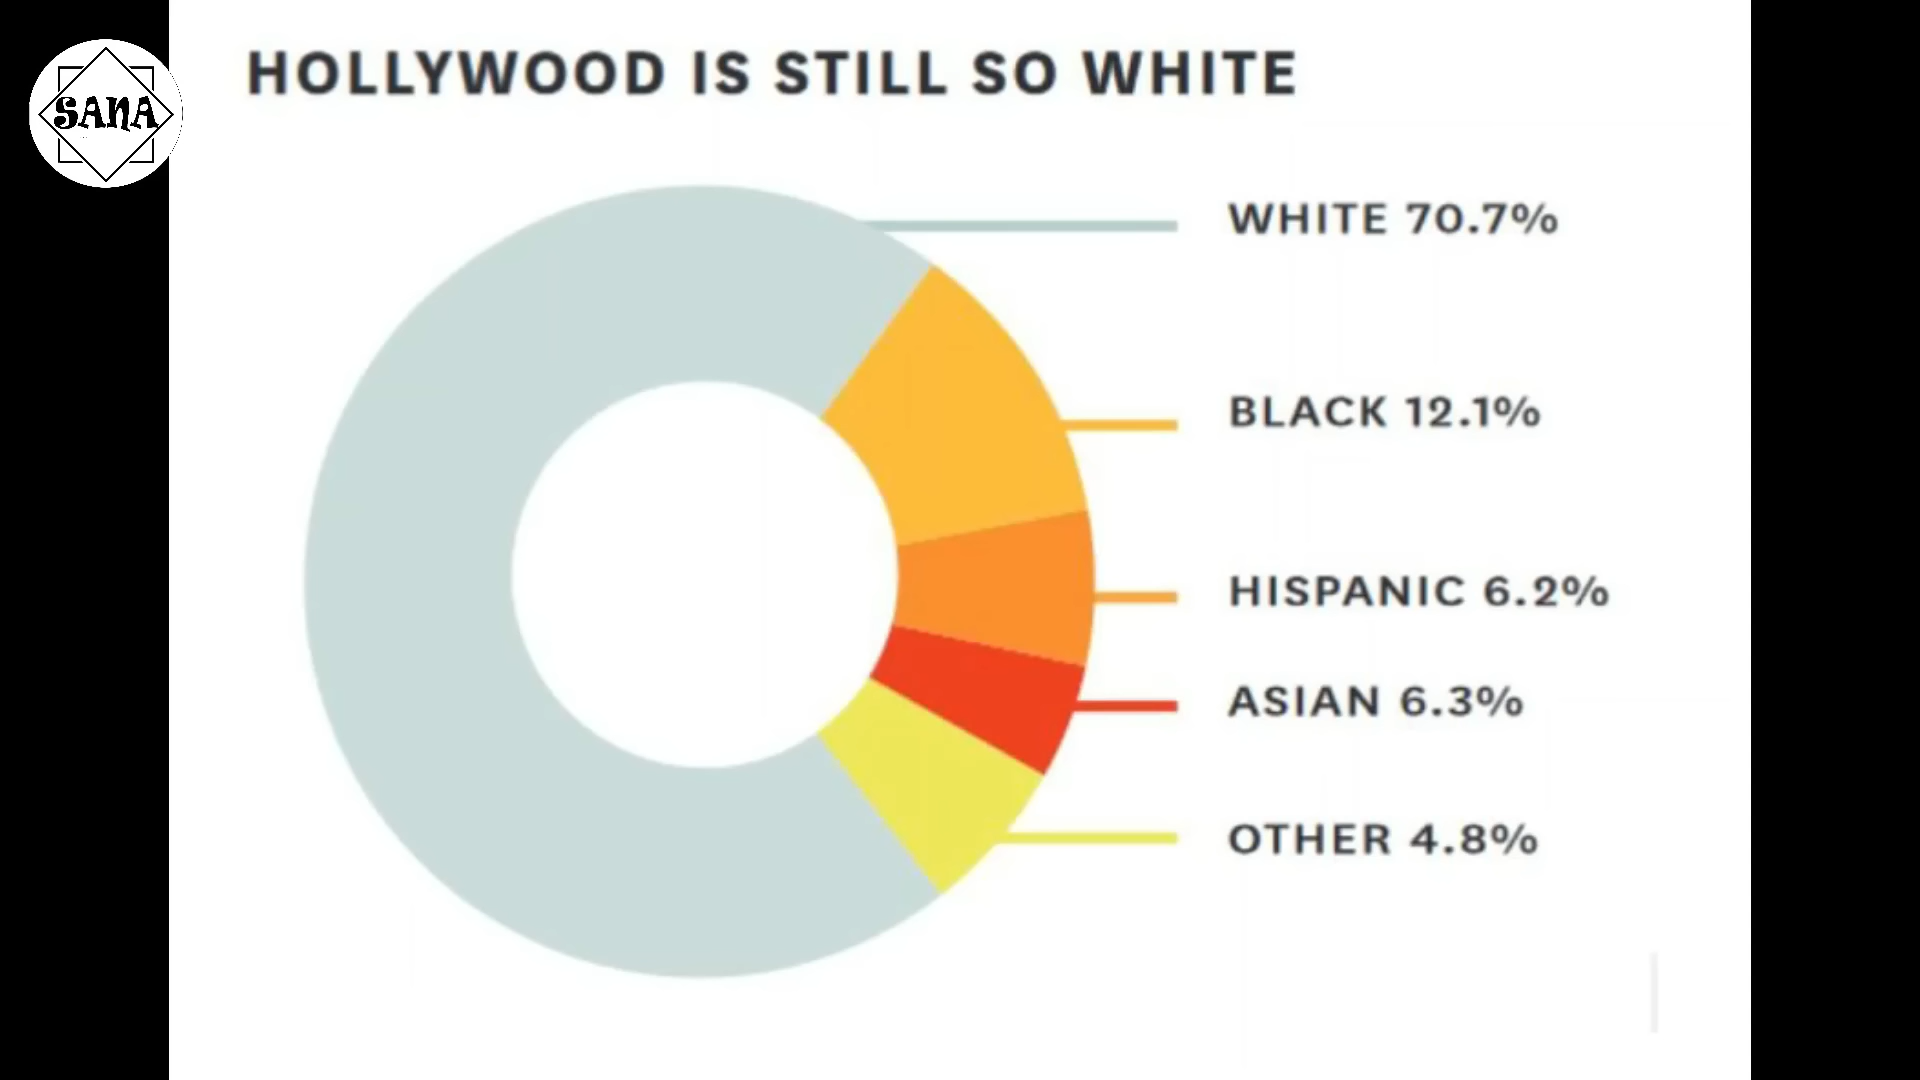 HOLLYWOOD IS STILL SO WHITE
SANA
WHITE 70.7%
BLACK 12.1%
HISPANIC 6.2%
ASIAN 6.3%
OTHER 4.8%